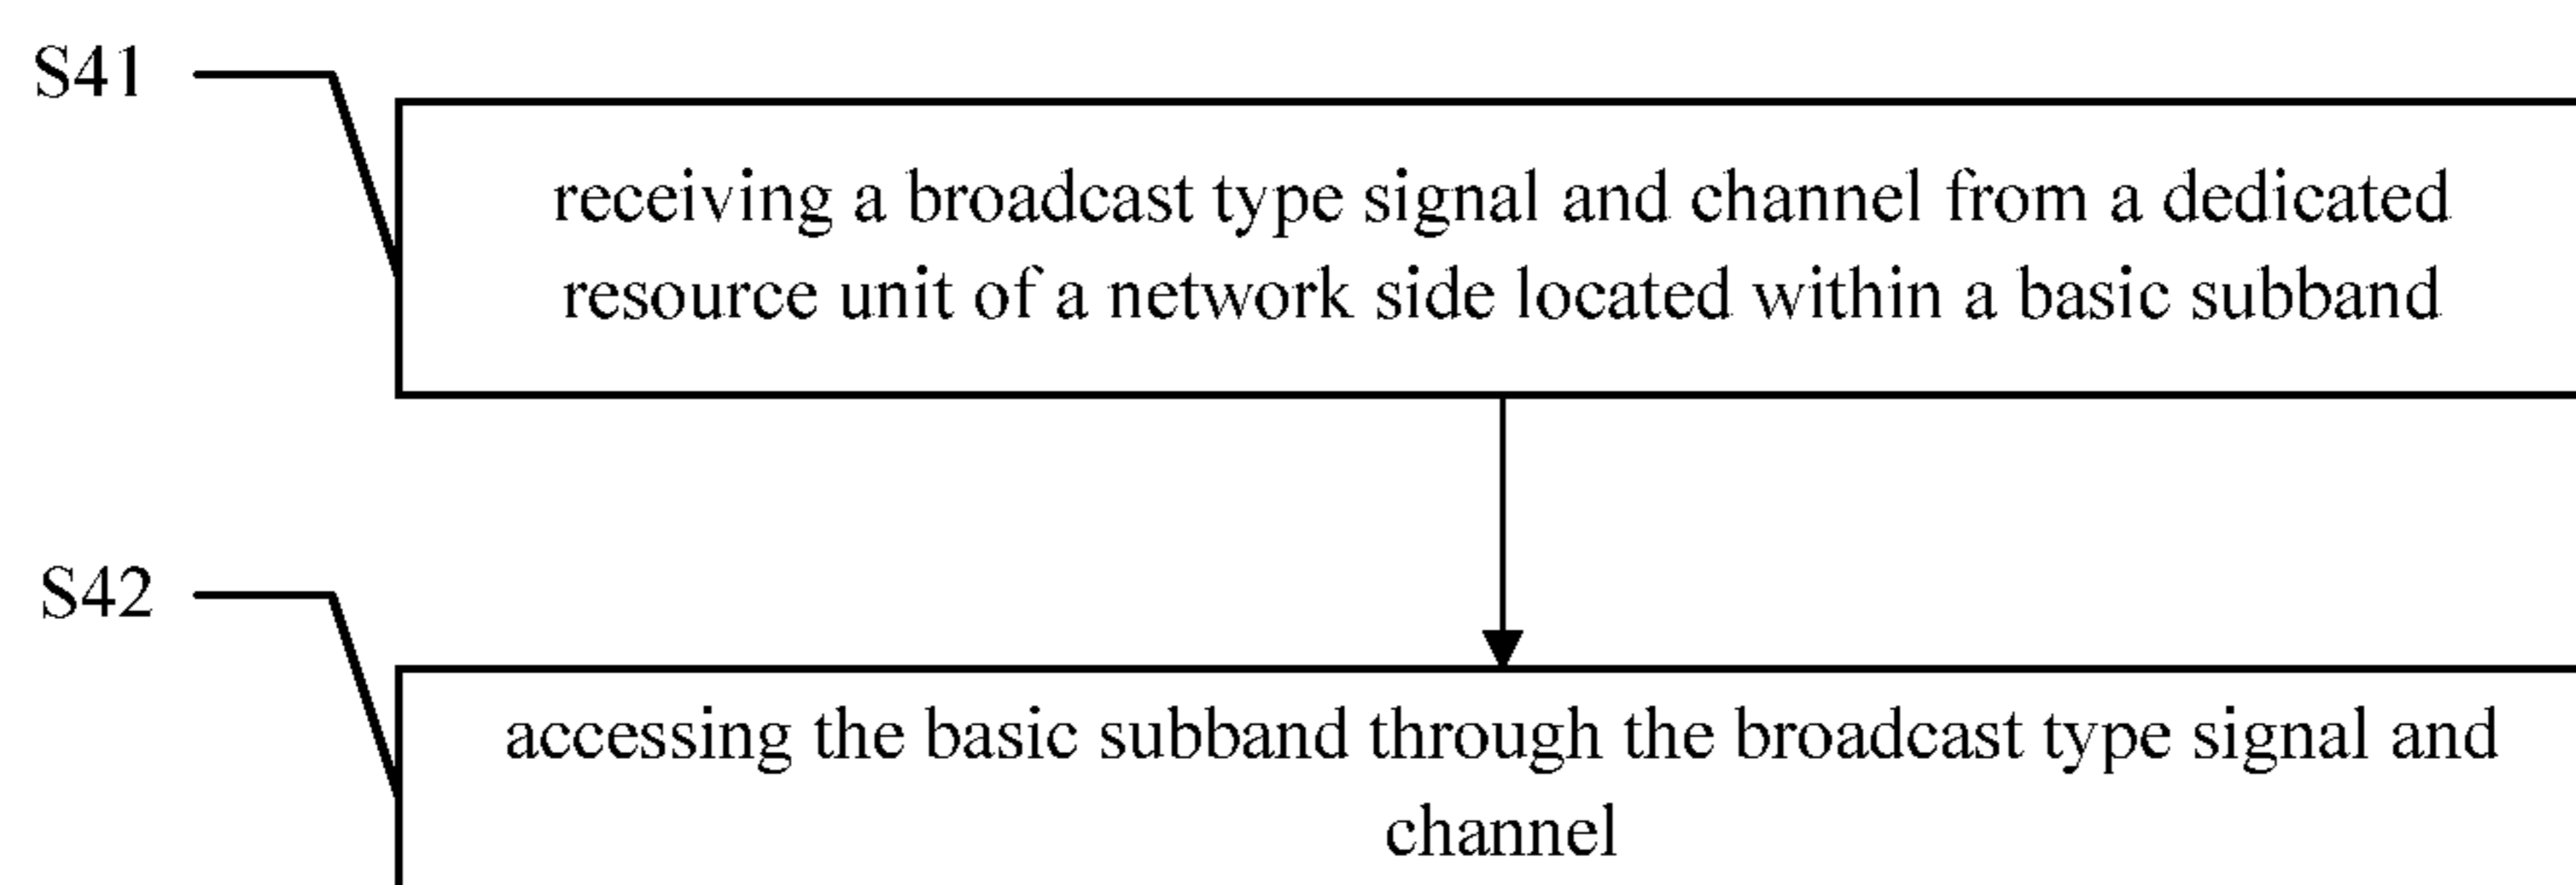 S41
receiving a broadcast type signal and channel from a dedicated
resource unit of a network side located within a basic subband
S42
accessing the basic subband through the broadcast type signal and
channel